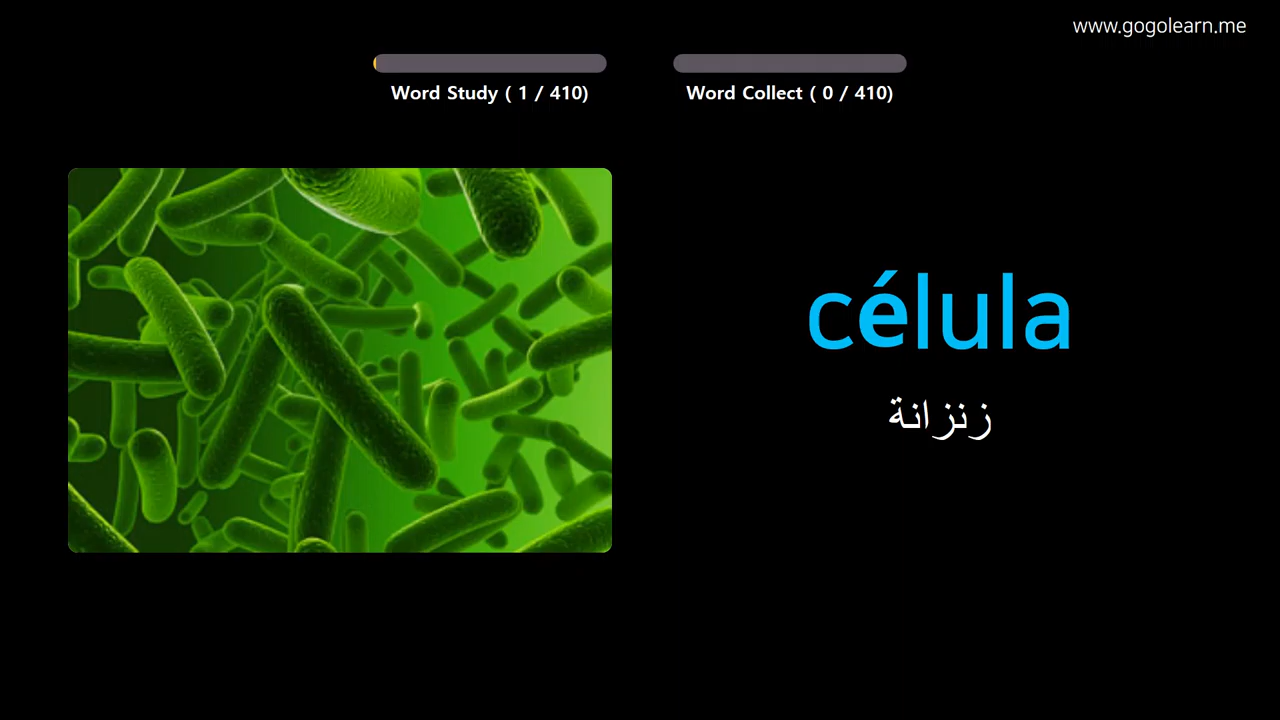 www.gogolearn.me
Word Study ( 1 / 410)
Word Collect ( 0 / 410)
célula
زنزانة